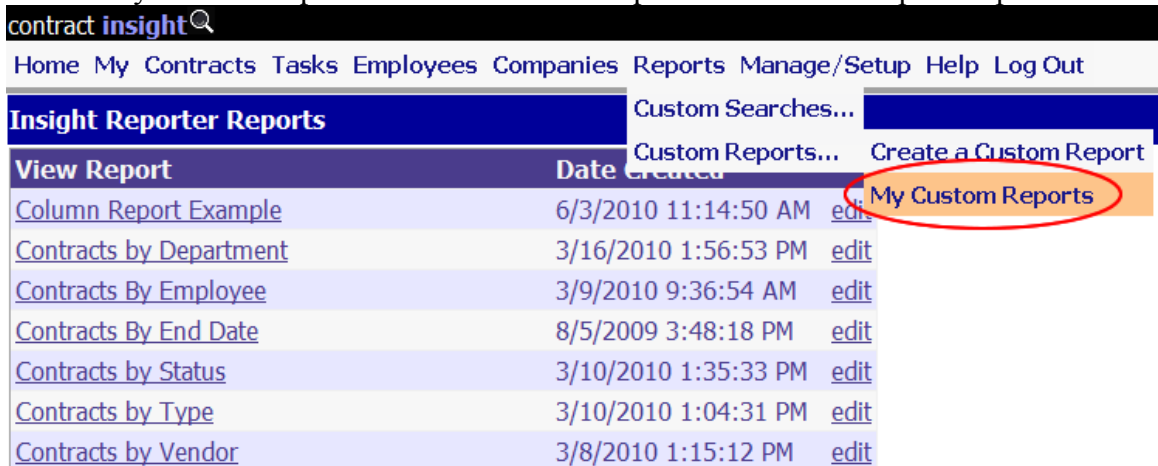 contract insight
Home My Contracts Tasks Employees Companies Reports Manage/Setup Help Log Out
Insight Reporter Reports
Custom Searches...
Custom Reports...
Create a Custom Report
My Custom Reports
View Report Date Created
Column Report Example 6/3/2010 11:14:50 AM edit
Contracts by Department 3/16/2010 1:56:53 PM edit
Contracts By Employee 3/9/2010 9:36:54 AM edit
Contracts By End Date 8/5/2009 3:48:18 PM edit
Contracts by Status 3/10/2010 1:35:33 PM edit
Contracts by Type 3/10/2010 1:04:31 PM edit
Contracts by Vendor 3/8/2010 1:15:12 PM edit